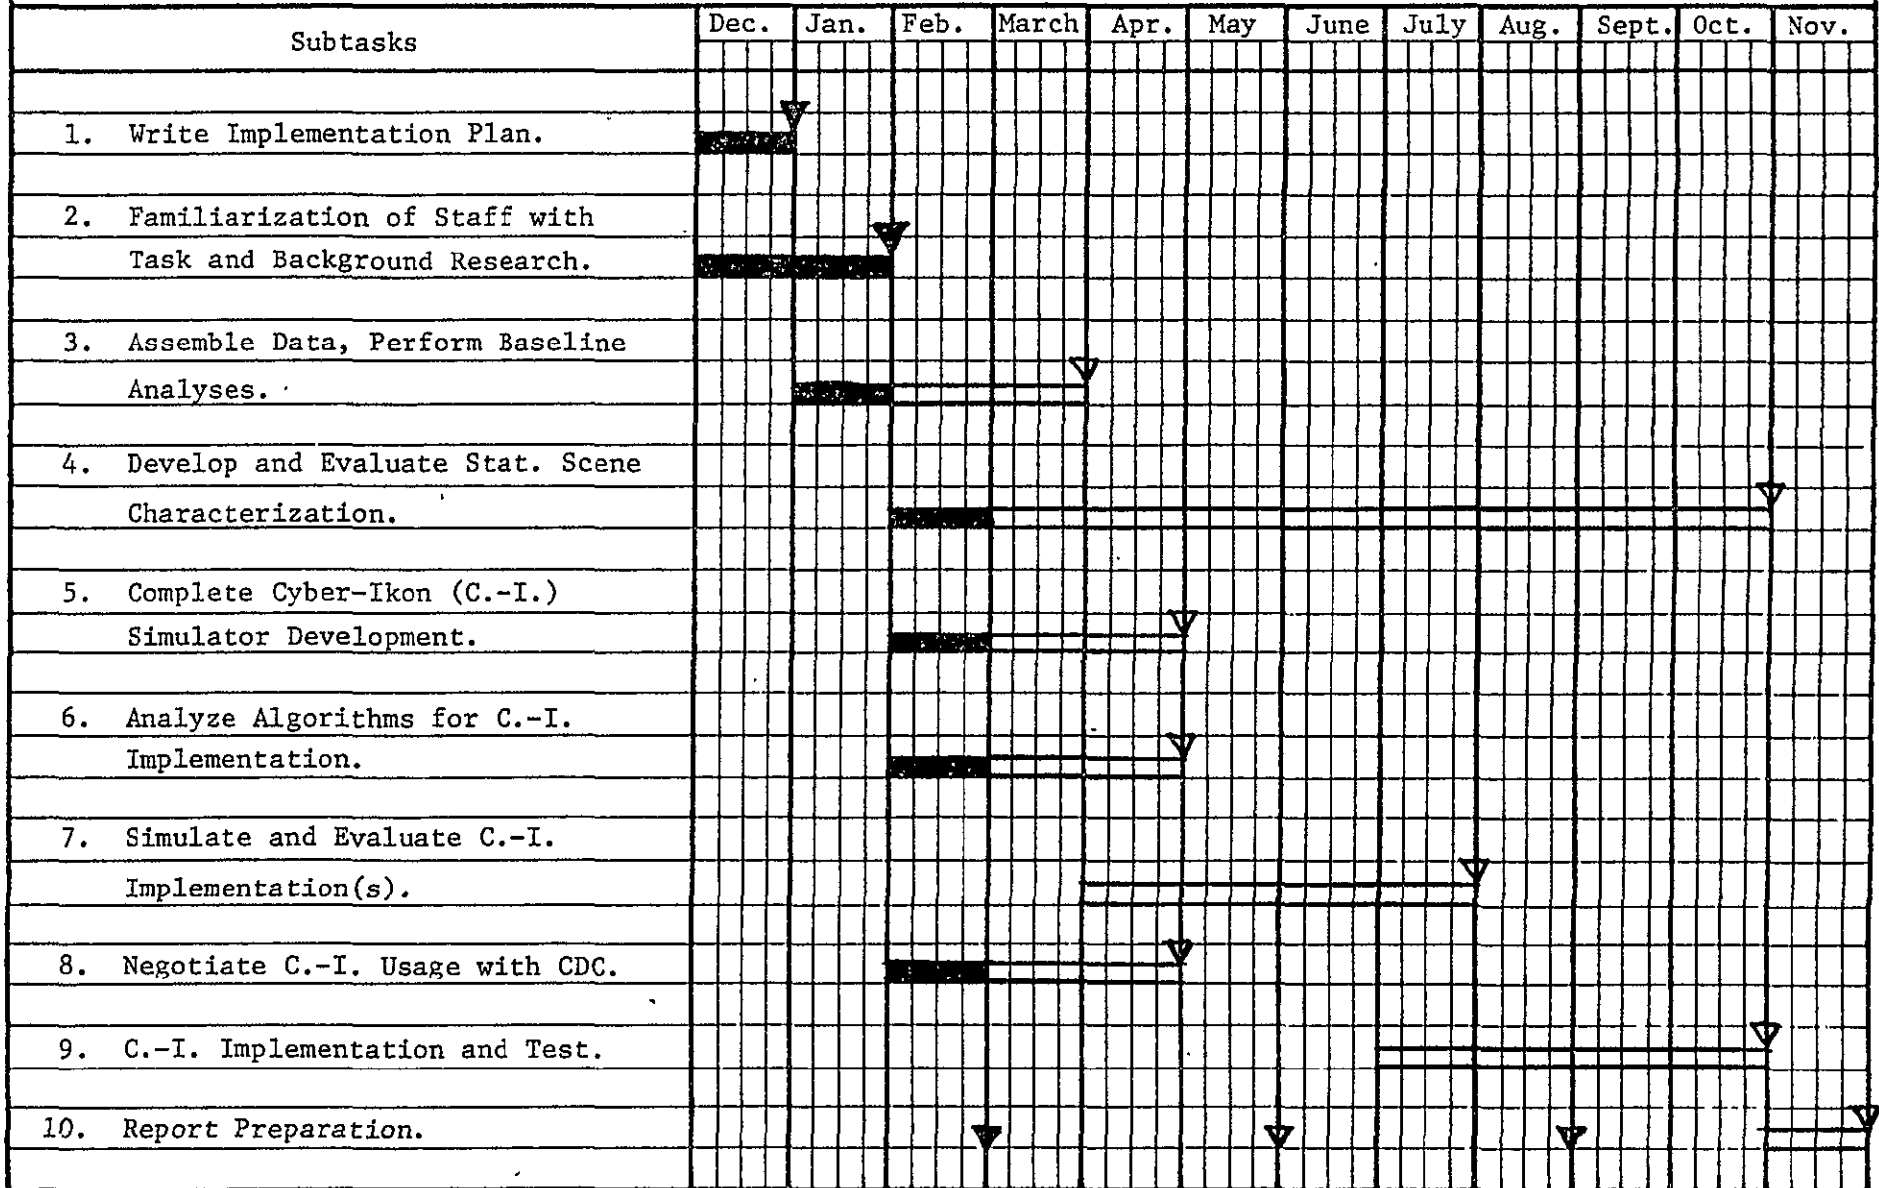 Subtasks
Dec. Jan. Feb. March Apr. May June July Aug. Sept. Oct. Nov.
1. Write Implementation Plan.
2. Familiarization of Staff with
Task and Background Research.
3. Assemble Data, Perform Baseline
Analyses.
4. Develop and Evaluate Stat. Scene
Characterization.
5. Complete Cyber-Ikon (C.-I.)
Simulator Development.
6. Analyze Algorithms for C.-I.
Implementation.
7. Simulate and Evaluate C.-I.
Implementation(s).
8. Negotiate C.-I. Usage with CDC.
9. C.-I. Implementation and Test.
10. Report Preparation.